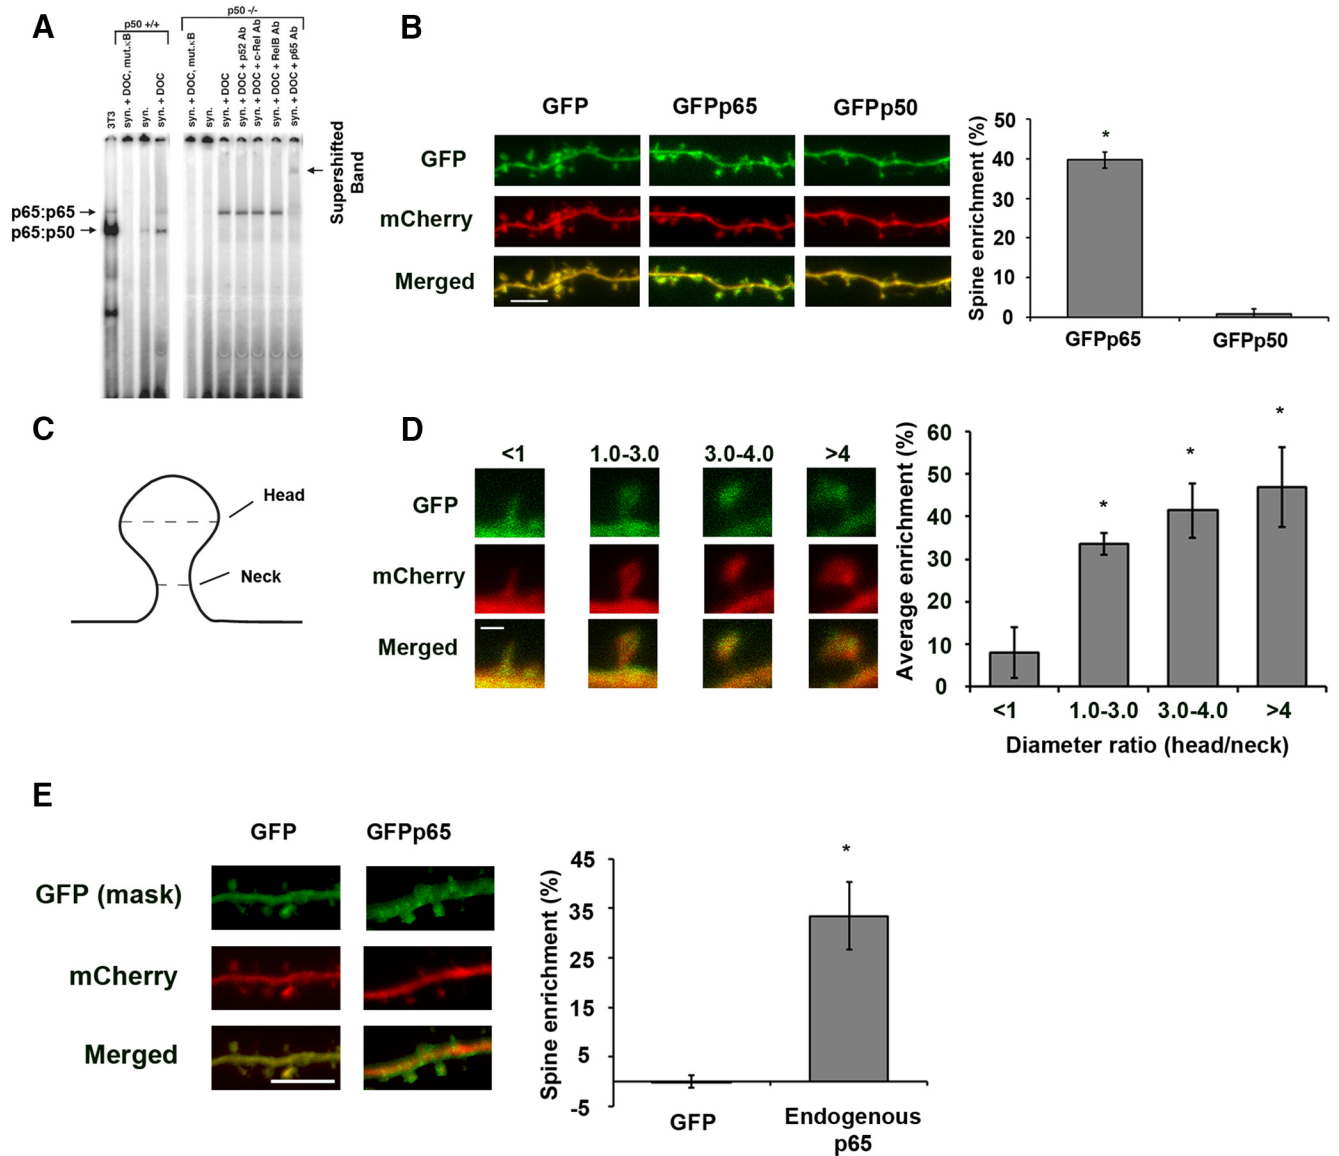 A
p50 +/+
p50 -/-
3T3
syn. + DOC, mut.κB
syn.
syn. + DOC
syn. + DOC, mut.κB
syn.
syn. + DOC
syn. + DOC + p52 Ab
syn. + DOC + c-Rel Ab
syn. + DOC + RelB Ab
syn. + DOC + p65 Ab
p65:p65
p65:p50
Supershifted
Band
B
GFP
GFPp65
GFPp50
GFP
mCherry
Merged
Spine enrichment (%)
50
40
30
20
10
0
*
GFPp65
GFPp50
C
Head
Neck
D
<1
1.0-3.0
3.0-4.0
>4
GFP
mCherry
Merged
Average enrichment (%)
60
50
40
30
20
10
0
*
*
*
<1
1.0-3.0
3.0-4.0
>4
Diameter ratio (head/neck)
E
GFP
GFPp65
GFP (mask)
mCherry
Merged
Spine enrichment (%)
45
35
25
15
5
-5
*
GFP
Endogenous
p65